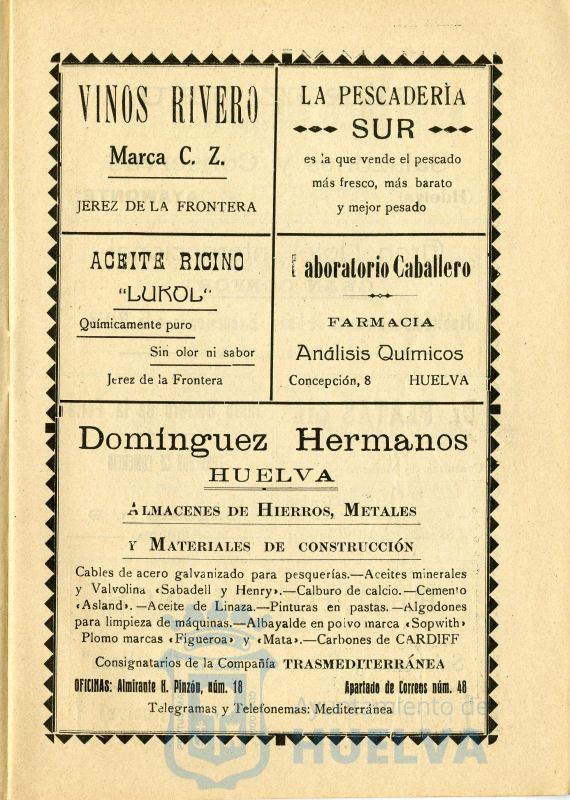 VINOS RIVERO
Marca C. Z.
JEREZ DE LA FRONTERA
LA PESCADERÌA
SUR
es la que vende el pescado
más fresco, más barato
y mejor pesado
ACEITE RICINO
"LUKOL"
Químicamente puro
Sin olor ni sabor
Jerez de la Frontera
Laboratorio Caballero
FARMACIA
Análisis Químicos
Concepción, 8 HUELVA
Domínguez Hermanos
HUELVA
ALMACENES DE HIERROS, METALES
Y MATERIALES DE CONSTRUCCIÓN
Cables de acero galvanizado para pesquerías.—Aceites minerales
y Valvolina «Sabadell y Henry».—Calburo de calcio.—Cemento
«Asland».—Aceite de Linaza.—Pinturas en pastas.—Algodones
para limpieza de máquinas.—Albayalde en polvo marca «Sopwith»
Plomo marcas «Figueroa» y «Mata».—Carbones de CARDIFF
Consignatarios de la Compañía TRASMEDITERRÁNEA
OFICINAS: Almirante H. Pinzón, núm. 18 Apartado de Correos núm. 48
Telegramas y Telefonemas: Mediterránea
Ayuntamiento de
HUELVA